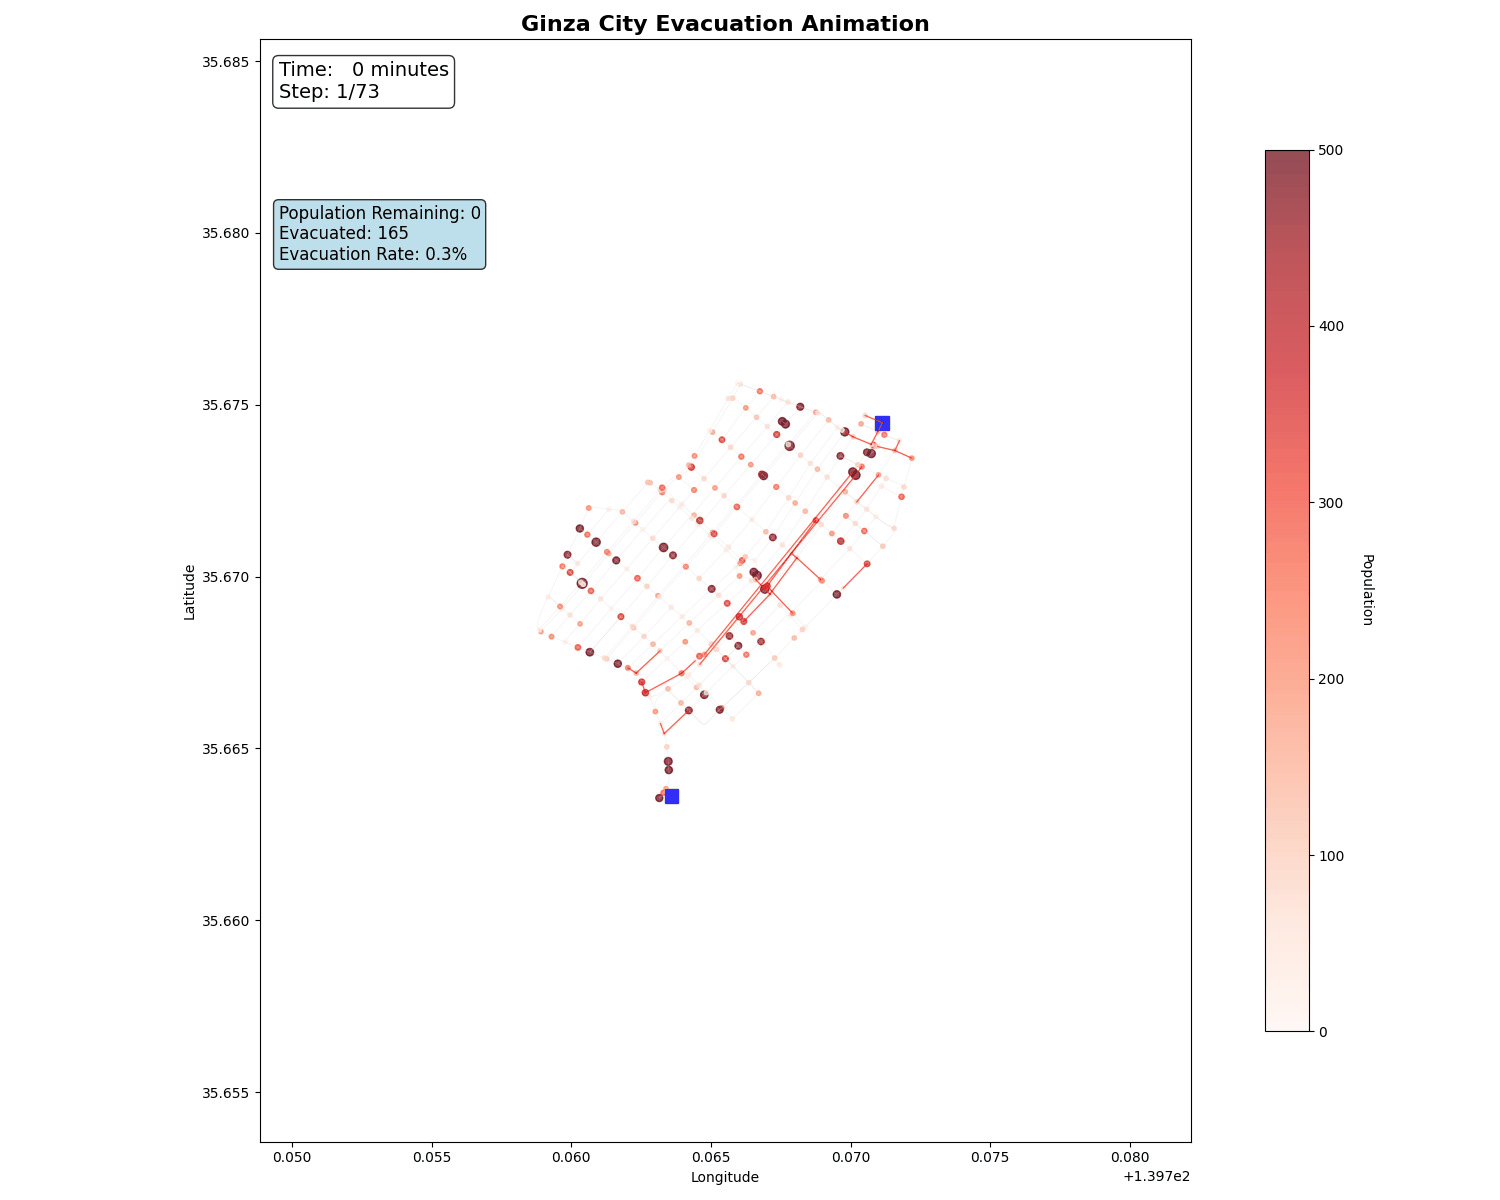 Ginza City Evacuation Animation
Time:   0 minutes
Step: 1/73
Population Remaining: 0
Evacuated: 165
Evacuation Rate: 0.3%
35.685
35.680
35.675
35.670
35.665
35.660
35.655
Latitude
0.050
0.055
0.060
0.065
0.070
0.075
0.080
+1.397e2
Longitude
500
400
300
200
100
0
Population